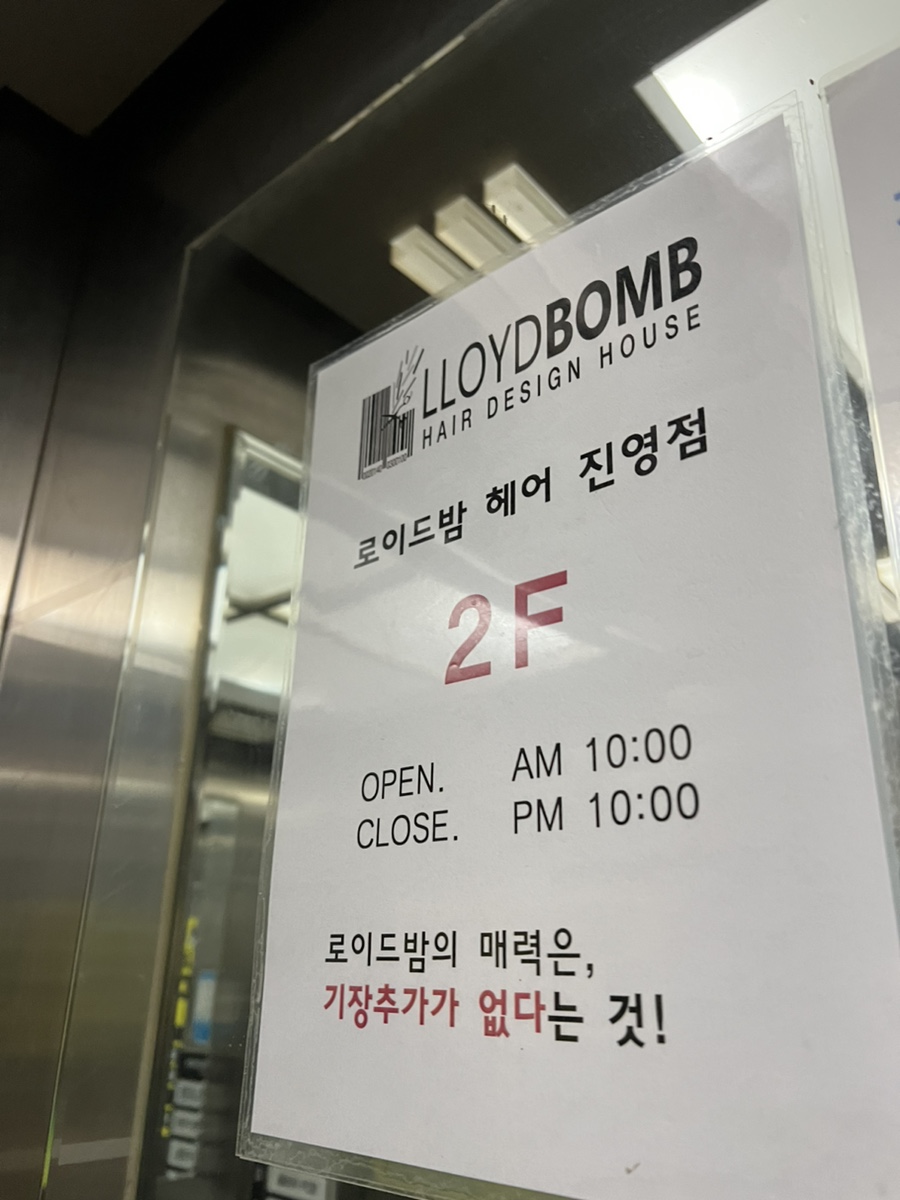 LLOYDBOMB
HAIR DESIGN HOUSE
로이드밤 헤어 진영점
2F
OPEN. AM 10:00
CLOSE. PM 10:00
로이드밤의 매력은,
기장추가가 없다는 것!